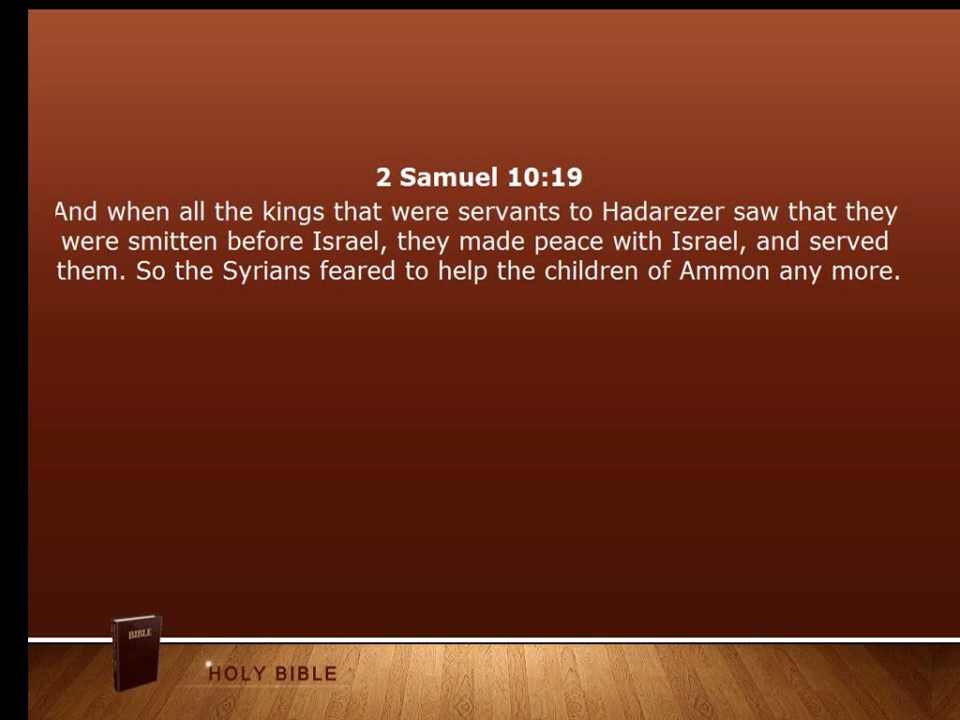 2 Samuel 10:19
And when all the kings that were servants to Hadarezer saw that they
were smitten before Israel, they made peace with Israel, and served
them. So the Syrians feared to help the children of Ammon any more.
BIBLE
HOLY BIBLE